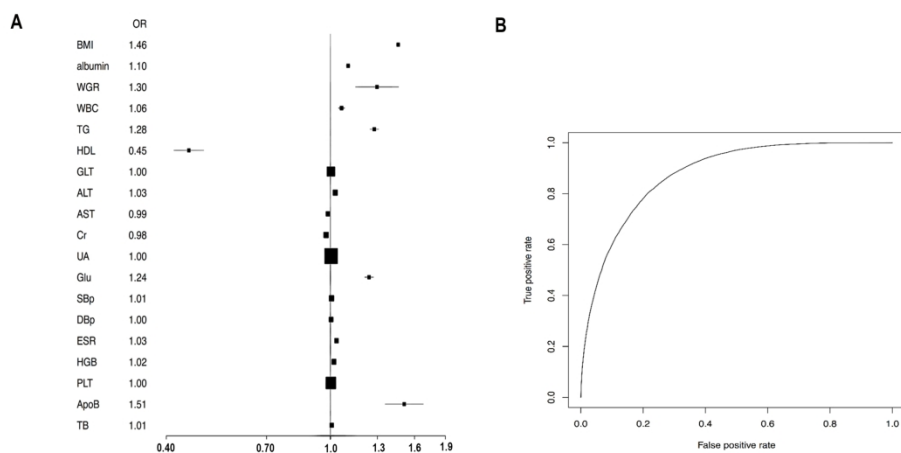 A
OR
BMI 1.46
albumin 1.10
WGR 1.30
WBC 1.06
TG 1.28
HDL 0.45
GLT 1.00
ALT 1.03
AST 0.99
Cr 0.98
UA 1.00
Glu 1.24
SBp 1.01
DBp 1.00
ESR 1.03
HGB 1.02
PLT 1.00
ApoB 1.51
TB 1.01
0.40 0.70 1.0 1.3 1.6 1.9
B
True positive rate
1.0
0.8
0.6
0.4
0.2
0.0
0.0 0.2 0.4 0.6 0.8 1.0
False positive rate